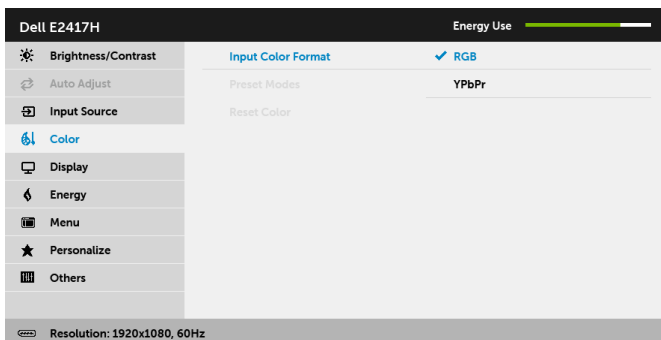 Dell E2417H Energy Use
Brightness/Contrast Input Color Format RGB
Auto Adjust Preset Modes YPbPr
Input Source Reset Color
Color
Display
Energy
Menu
Personalize
Others
Resolution: 1920x1080, 60Hz